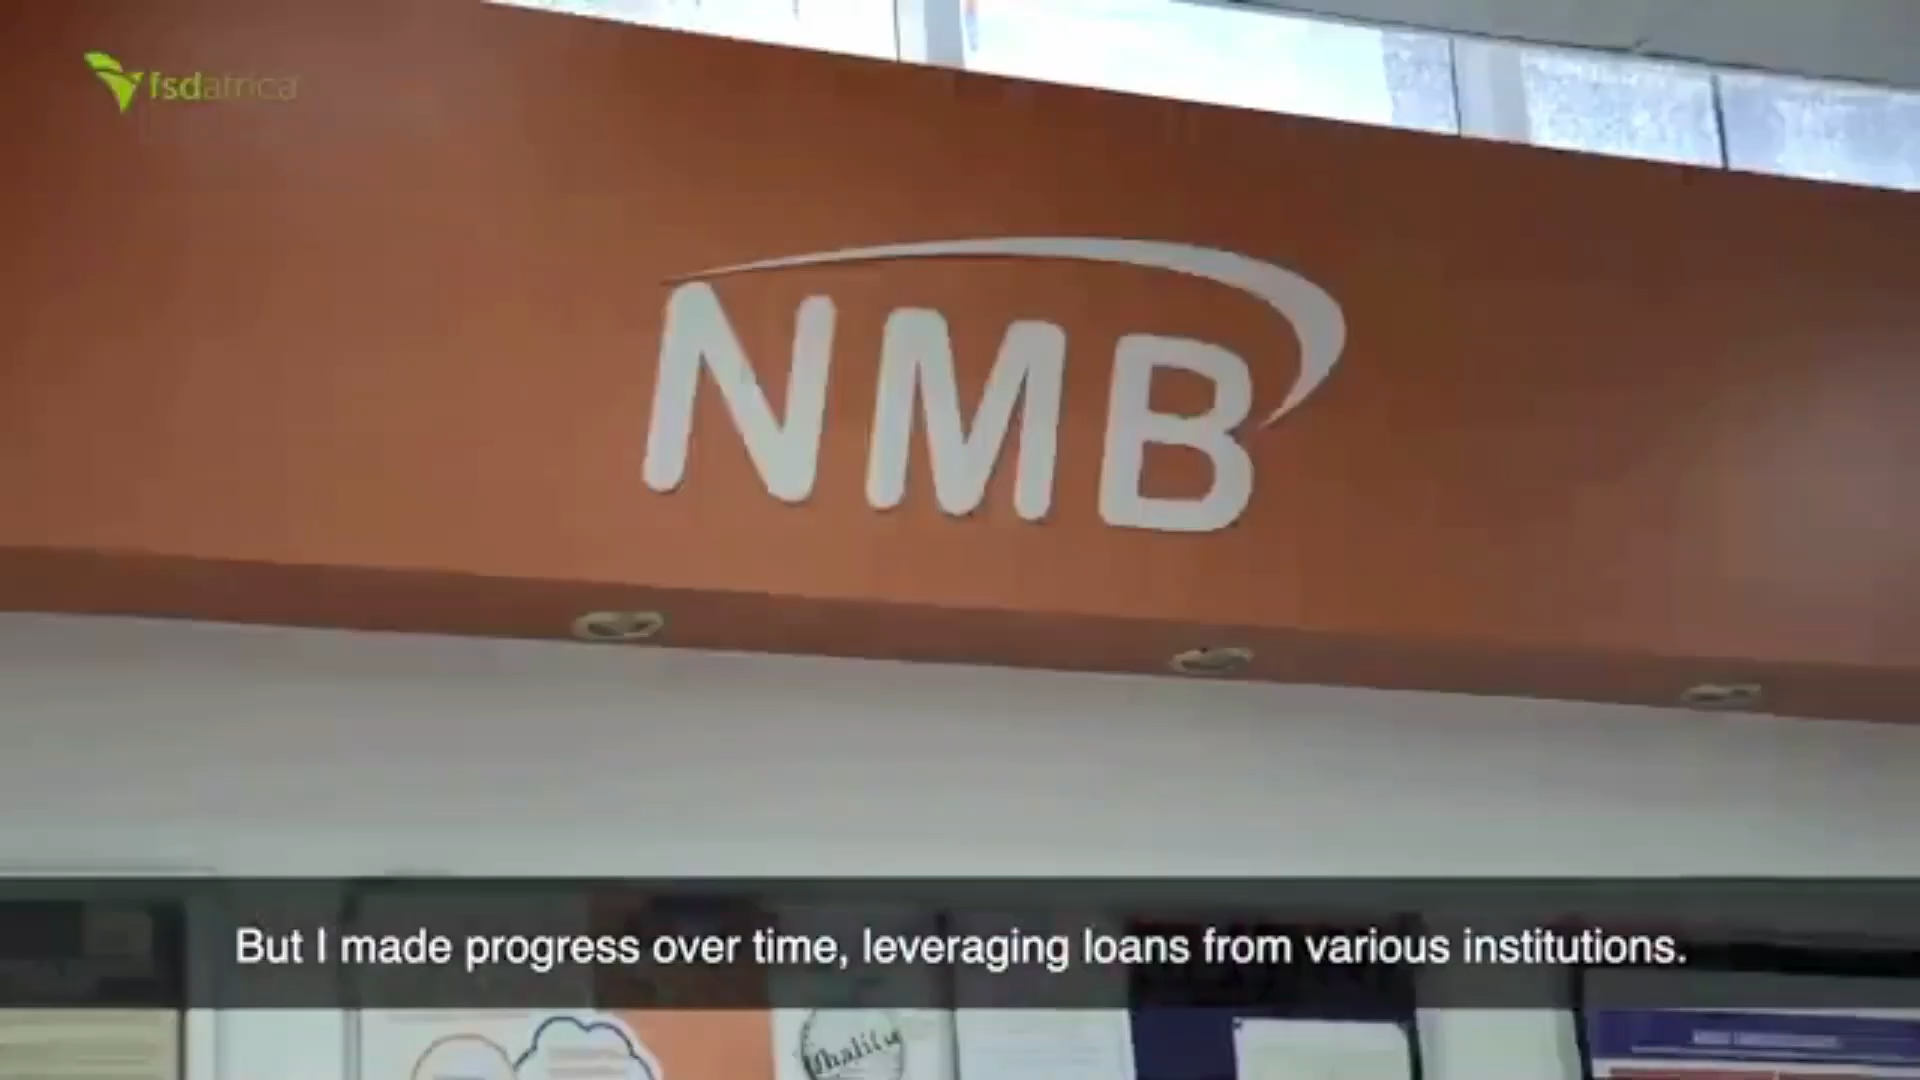 fsdafrica
NMB
But I made progress over time, leveraging loans from various institutions.